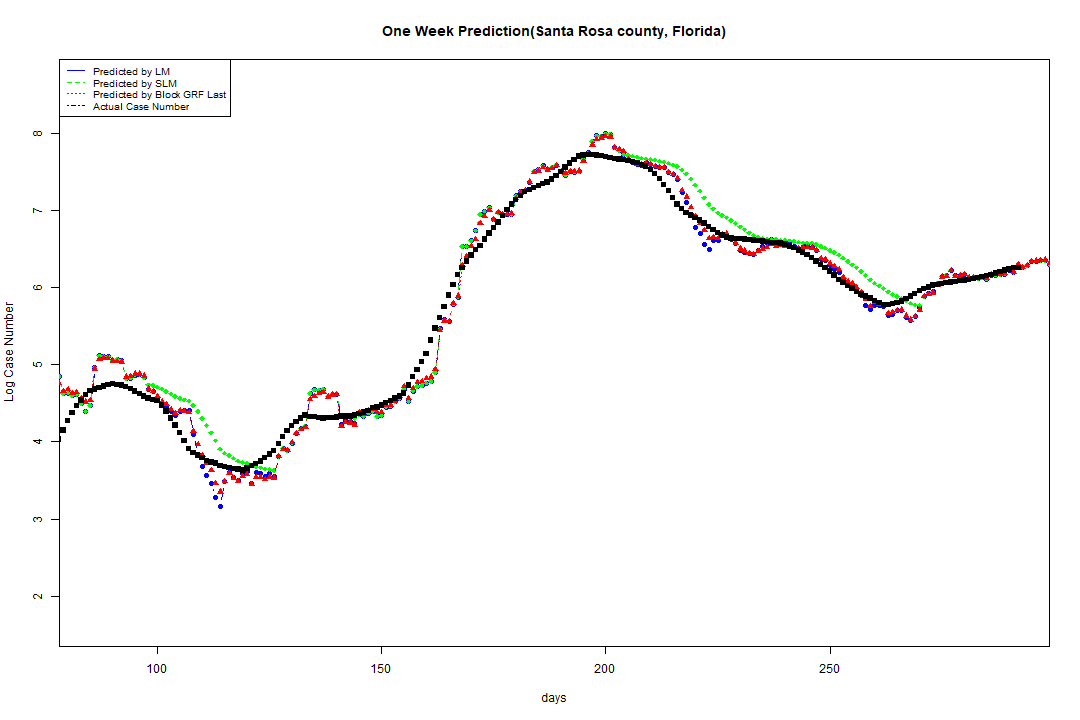 One Week Prediction(Santa Rosa county, Florida)
Predicted by LM
Predicted by SLM
Predicted by Block GRF Last
Actual Case Number
8
7
6
5
4
3
2
Log Case Number
100 150 200 250
days